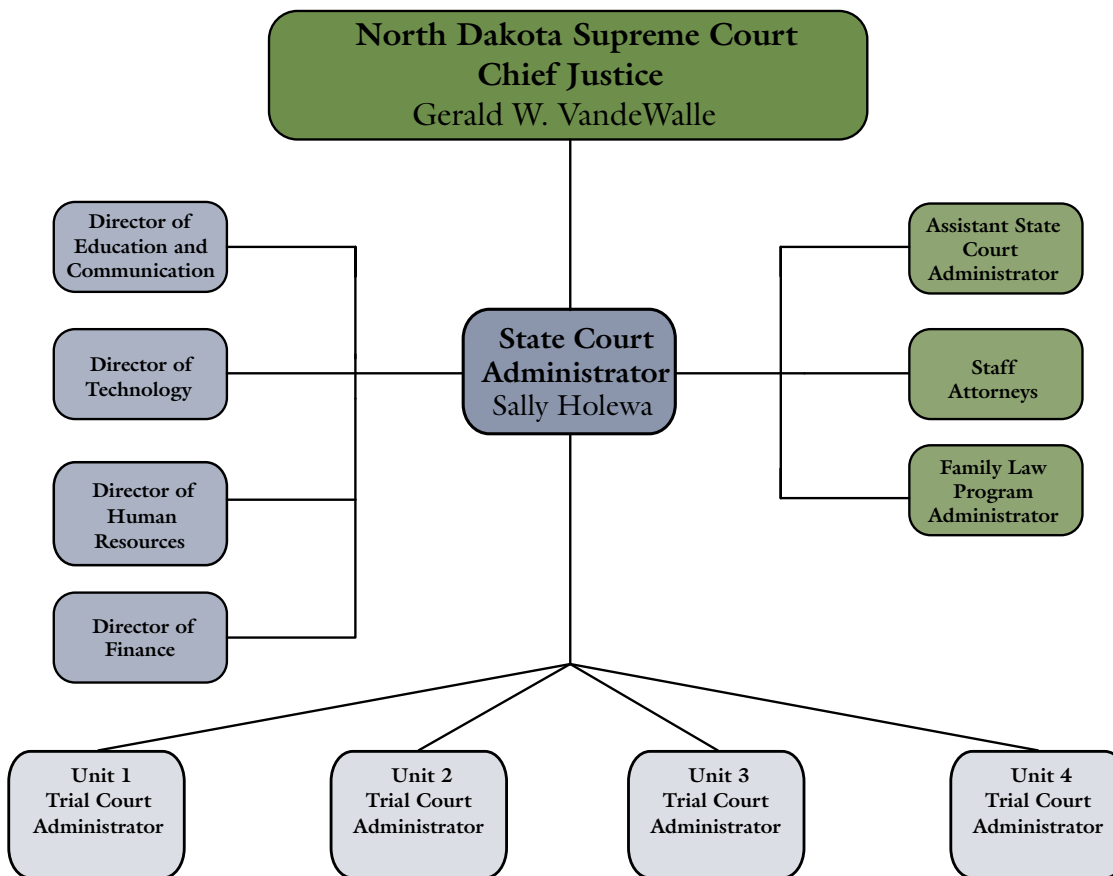 North Dakota Supreme Court
Chief Justice
Gerald W. VandeWalle
Director of
Education and
Communication
Assistant State
Court
Administrator
State Court
Administrator
Sally Holewa
Director of
Technology
Staff
Attorneys
Director of
Human
Resources
Family Law
Program
Administrator
Director of
Finance
Unit 1
Trial Court
Administrator
Unit 2
Trial Court
Administrator
Unit 3
Trial Court
Administrator
Unit 4
Trial Court
Administrator